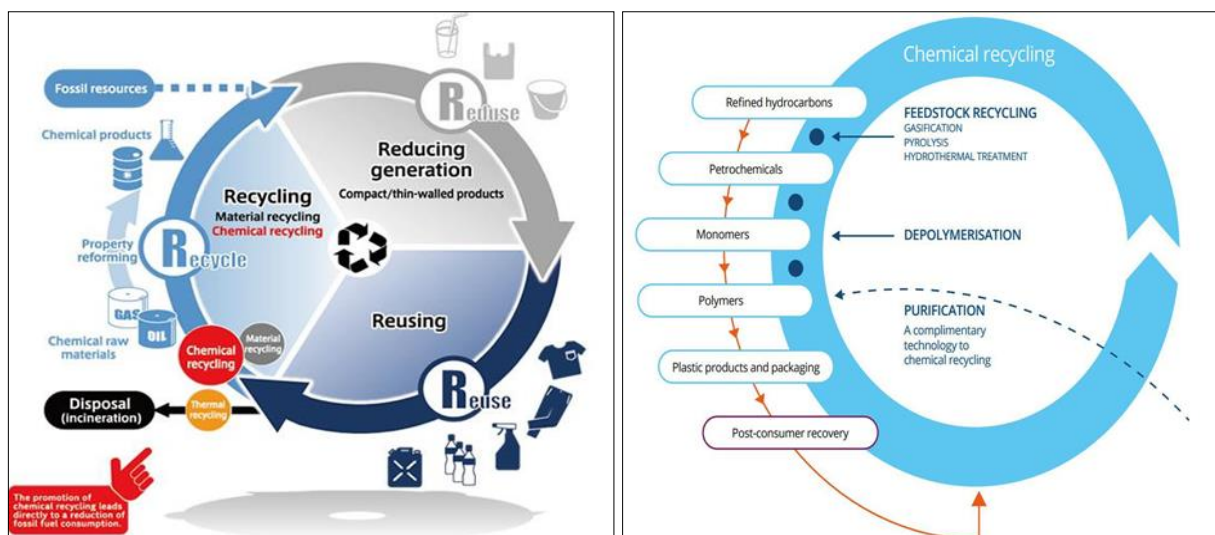 Fossil resources
Chemical products
Reduse
Reducing
generation
Compact/thin-walled products
Recycling
Material recycling
Chemical recycling
Property
reforming
Recycle
GAS
OIL
Chemical raw
materials
Reusing
Chemical
recycling
Material
recycling
Disposal
(incineration)
Thermal
recycling
Reuse
The promotion of
chemical recycling leads
directly to a reduction of
fossil fuel consumption.
Chemical recycling
Refined hydrocarbons
FEEDSTOCK RECYCLING
GASIFICATION
PYROLYSIS
HYDROTHERMAL TREATMENT
Petrochemicals
Monomers
DEPOLYMERISATION
Polymers
PURIFICATION
A complimentary
technology to
chemical recycling
Plastic products and packaging
Post-consumer recovery